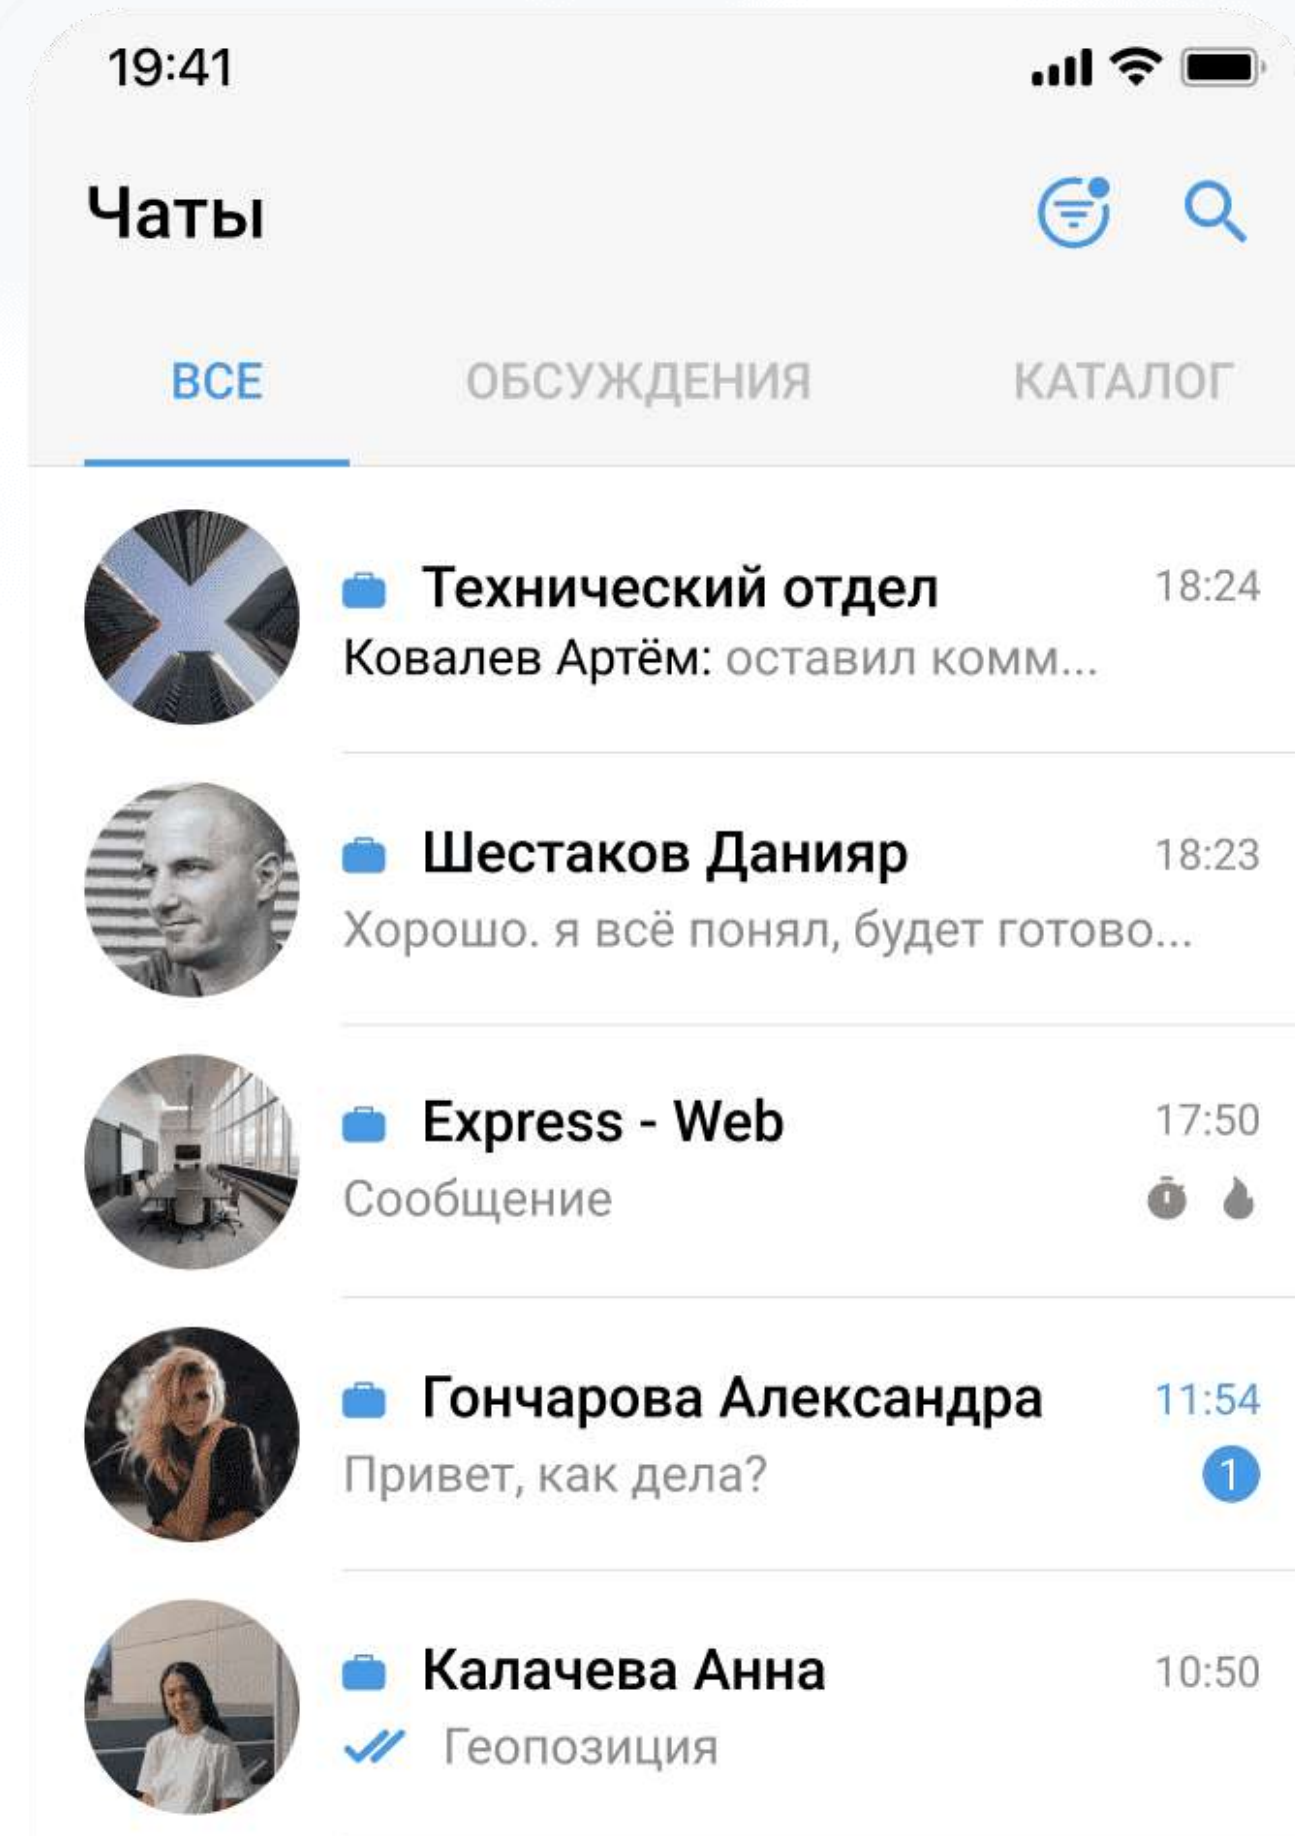 19:41
Чаты
ВСЕ ОБСУЖДЕНИЯ КАТАЛОГ
Технический отдел 18:24
Ковалев Артём: оставил комм...
Шестаков Данияр 18:23
Хорошо. я всё понял, будет готово...
Express - Web 17:50
Сообщение
Гончарова Александра 11:54
Привет, как дела? 1
Калачева Анна 10:50
Геопозиция